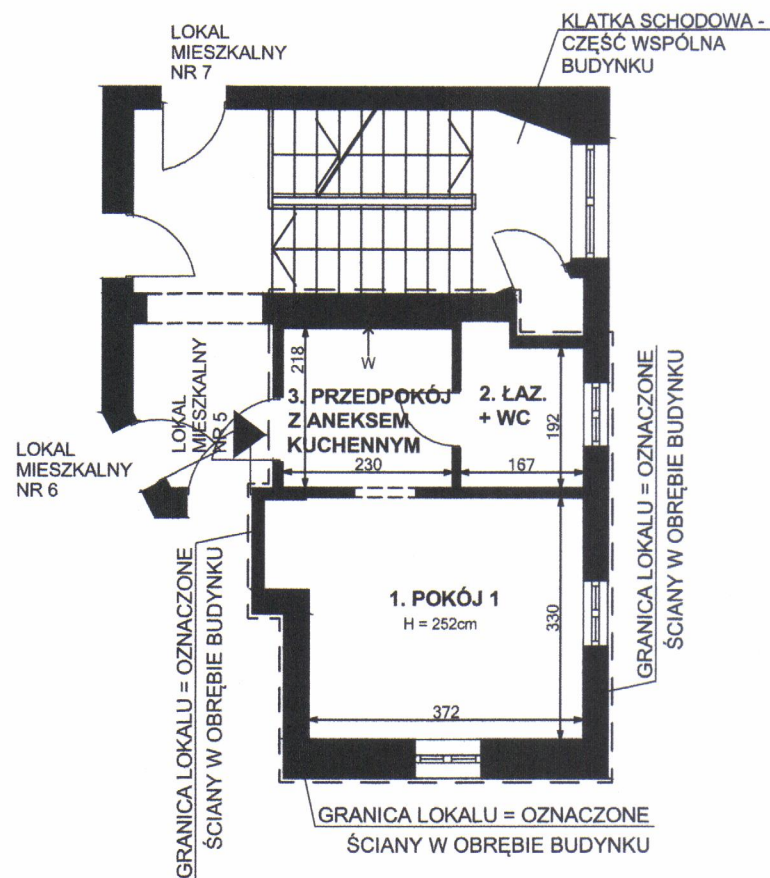 LOKAL
MIESZKALNY
NR 7
KLATKA SCHODOWA -
CZĘŚĆ WSPÓLNA
BUDYNKU
W
218
3. PRZEDPOKÓJ
Z ANEKSEM
KUCHENNYM
230
2. ŁAZ.
+ WC
192
167
LOKAL
MIESZKALNY
NR 5
LOKAL
MIESZKALNY
NR 6
1. POKÓJ 1
H = 252cm
330
372
GRANICA LOKALU = OZNACZONE
ŚCIANY W OBRĘBIE BUDYNKU
GRANICA LOKALU = OZNACZONE
ŚCIANY W OBRĘBIE BUDYNKU
GRANICA LOKALU = OZNACZONE
ŚCIANY W OBRĘBIE BUDYNKU